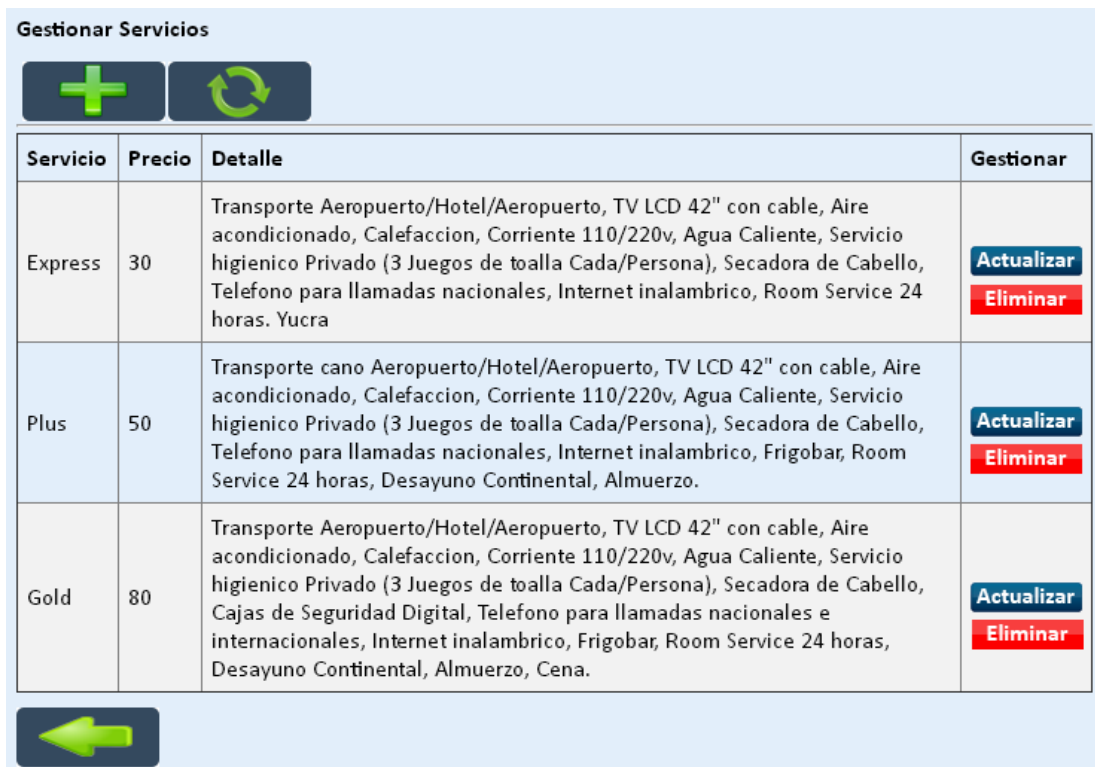 Gestionar Servicios
Servicio Precio Detalle Gestionar
Express 30
Transporte Aeropuerto/Hotel/Aeropuerto, TV LCD 42" con cable, Aire
acondicionado, Calefaccion, Corriente 110/220v, Agua Caliente, Servicio
higienico Privado (3 Juegos de toalla Cada/Persona), Secadora de Cabello,
Telefono para llamadas nacionales, Internet inalambrico, Room Service 24
horas. Yucra
Actualizar
Eliminar
Plus 50
Transporte cano Aeropuerto/Hotel/Aeropuerto, TV LCD 42" con cable, Aire
acondicionado, Calefaccion, Corriente 110/220v, Agua Caliente, Servicio
higienico Privado (3 Juegos de toalla Cada/Persona), Secadora de Cabello,
Telefono para llamadas nacionales, Internet inalambrico, Frigobar, Room
Service 24 horas, Desayuno Continental, Almuerzo.
Actualizar
Eliminar
Gold 80
Transporte Aeropuerto/Hotel/Aeropuerto, TV LCD 42" con cable, Aire
acondicionado, Calefaccion, Corriente 110/220v, Agua Caliente, Servicio
higienico Privado (3 Juegos de toalla Cada/Persona), Secadora de Cabello,
Cajas de Seguridad Digital, Telefono para llamadas nacionales e
internacionales, Internet inalambrico, Frigobar, Room Service 24 horas,
Desayuno Continental, Almuerzo, Cena.
Actualizar
Eliminar